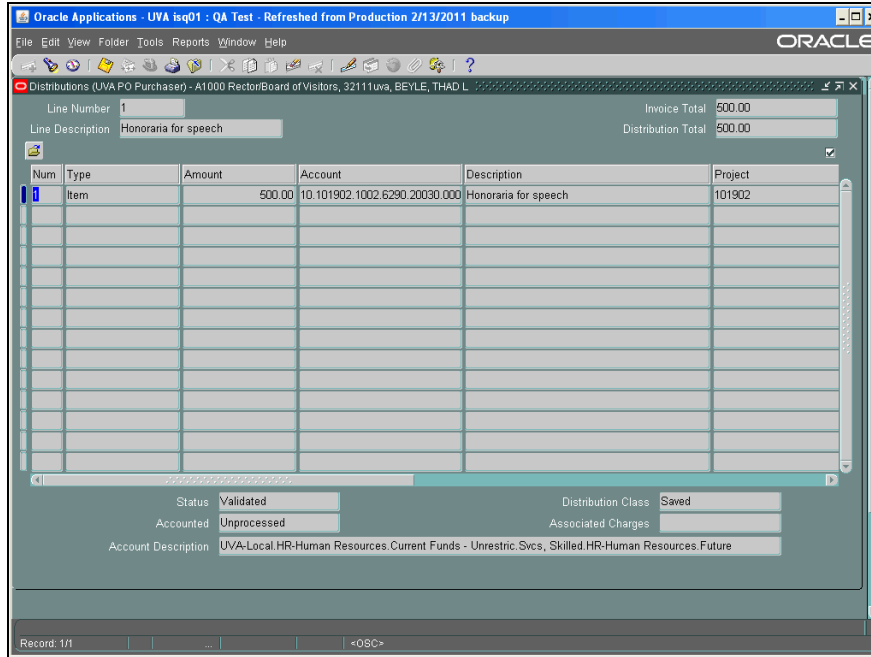 Oracle Applications - UVA isq01 : QA Test - Refreshed from Production 2/13/2011 backup
File Edit View Folder Tools Reports Window Help
ORACLE
Distributions (UVA PO Purchaser) - A1000 Rector/Board of Visitors, 32111uva, BEYLE, THAD L
Line Number 1 Invoice Total 500.00
Line Description Honoraria for speech Distribution Total 500.00
Num Type Amount Account Description Project
1 Item 500.00 10.101902.1002.6290.20030.000 Honoraria for speech 101902
Status Validated Distribution Class Saved
Accounted Unprocessed Associated Charges
Account Description UVA-Local.HR-Human Resources.Current Funds - Unrestric.Svcs, Skilled.HR-Human Resources.Future
Record: 1/1 ... <OSC>